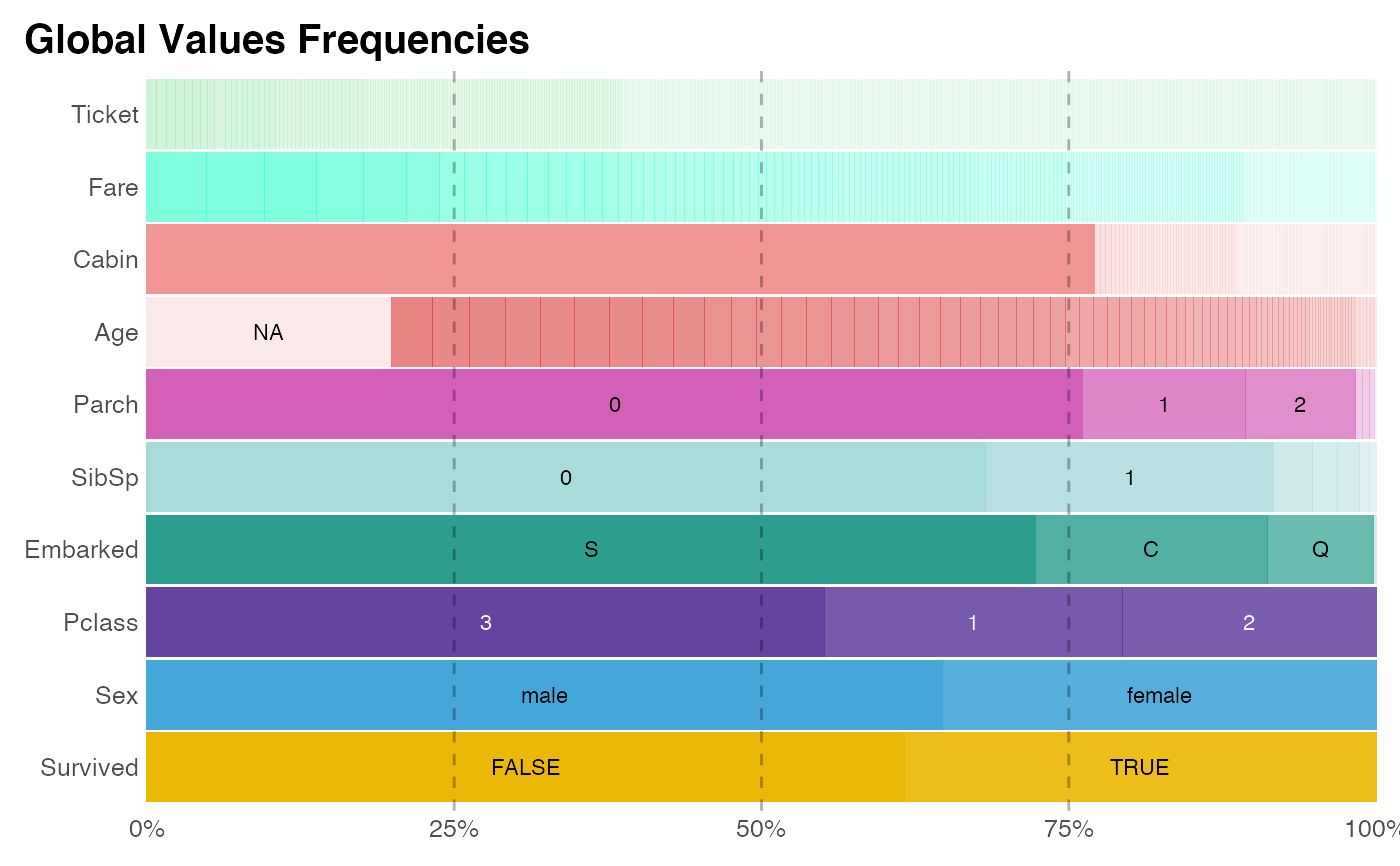 Global Values Frequencies
Ticket
Fare
Cabin
Age NA
Parch 0 1 2
SibSp 0 1
Embarked S C Q
Pclass 3 1 2
Sex male female
Survived FALSE TRUE
0% 25% 50% 75% 100%